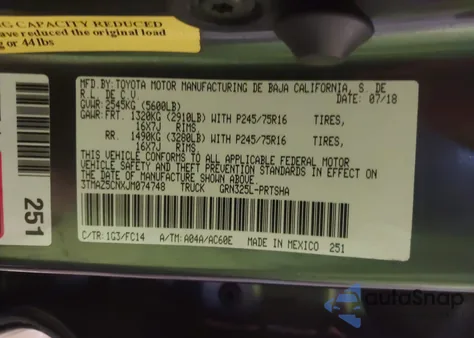 G CAPACITY REDUCED
have reduced the original load
g or 44lbs
MFD.BY:TOYOTA MOTOR MANUFACTURING DE BAJA CALIFORNIA, S. DE
R.L. DE C.V. DATE: 07/18
GVWR: 2545KG (5600LB)
GAWR: FRT. 1320KG (2910LB) WITH P245/75R16 TIRES,
16X7J RIMS
RR. 1490KG (3280LB) WITH P245/75R16 TIRES,
16X7J RIMS
THIS VEHICLE CONFORMS TO ALL APPLICABLE FEDERAL MOTOR
VEHICLE SAFETY AND THEFT PREVENTION STANDARDS IN EFFECT ON
THE DATE OF MANUFACTURE SHOWN ABOVE.
3TMAZ5CNXJM074748 TRUCK GRN325L-PRTSHA
C/TR: 1G3/FC14 A/TM: A04A/AC60E MADE IN MEXICO 251
251
autoSnap